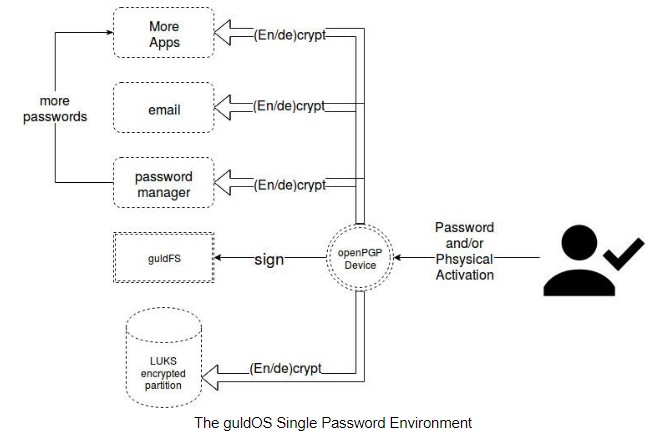 More
Apps
(En/de)crypt
more
passwords
email
(En/de)crypt
password
manager
(En/de)crypt
guldFS
sign
openPGP
Device
Password
and/or
Phsyical
Activation
LUKS
encrypted
partition
(En/de)crypt
The guldOS Single Password Environment